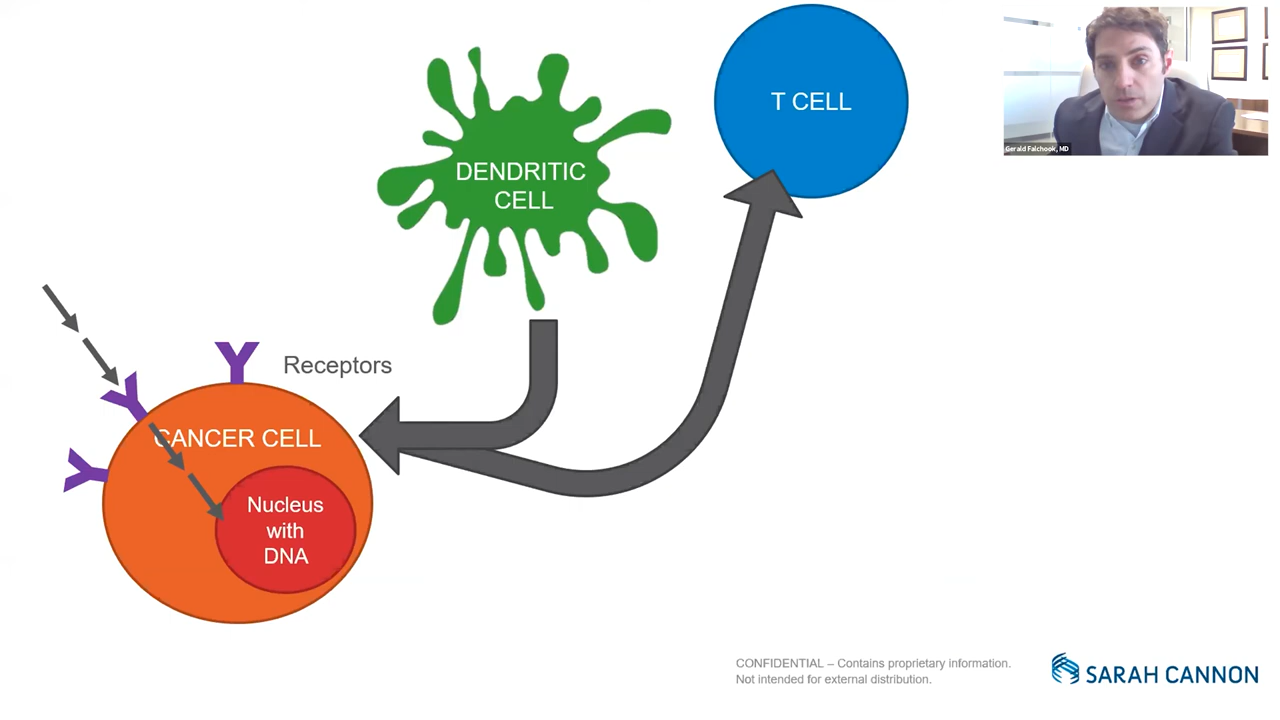 T CELL
DENDRITIC
CELL
Gerald Falchook, MD
Receptors
CANCER CELL
Nucleus
with
DNA
CONFIDENTIAL – Contains proprietary information.
Not intended for external distribution.
SARAH CANNON